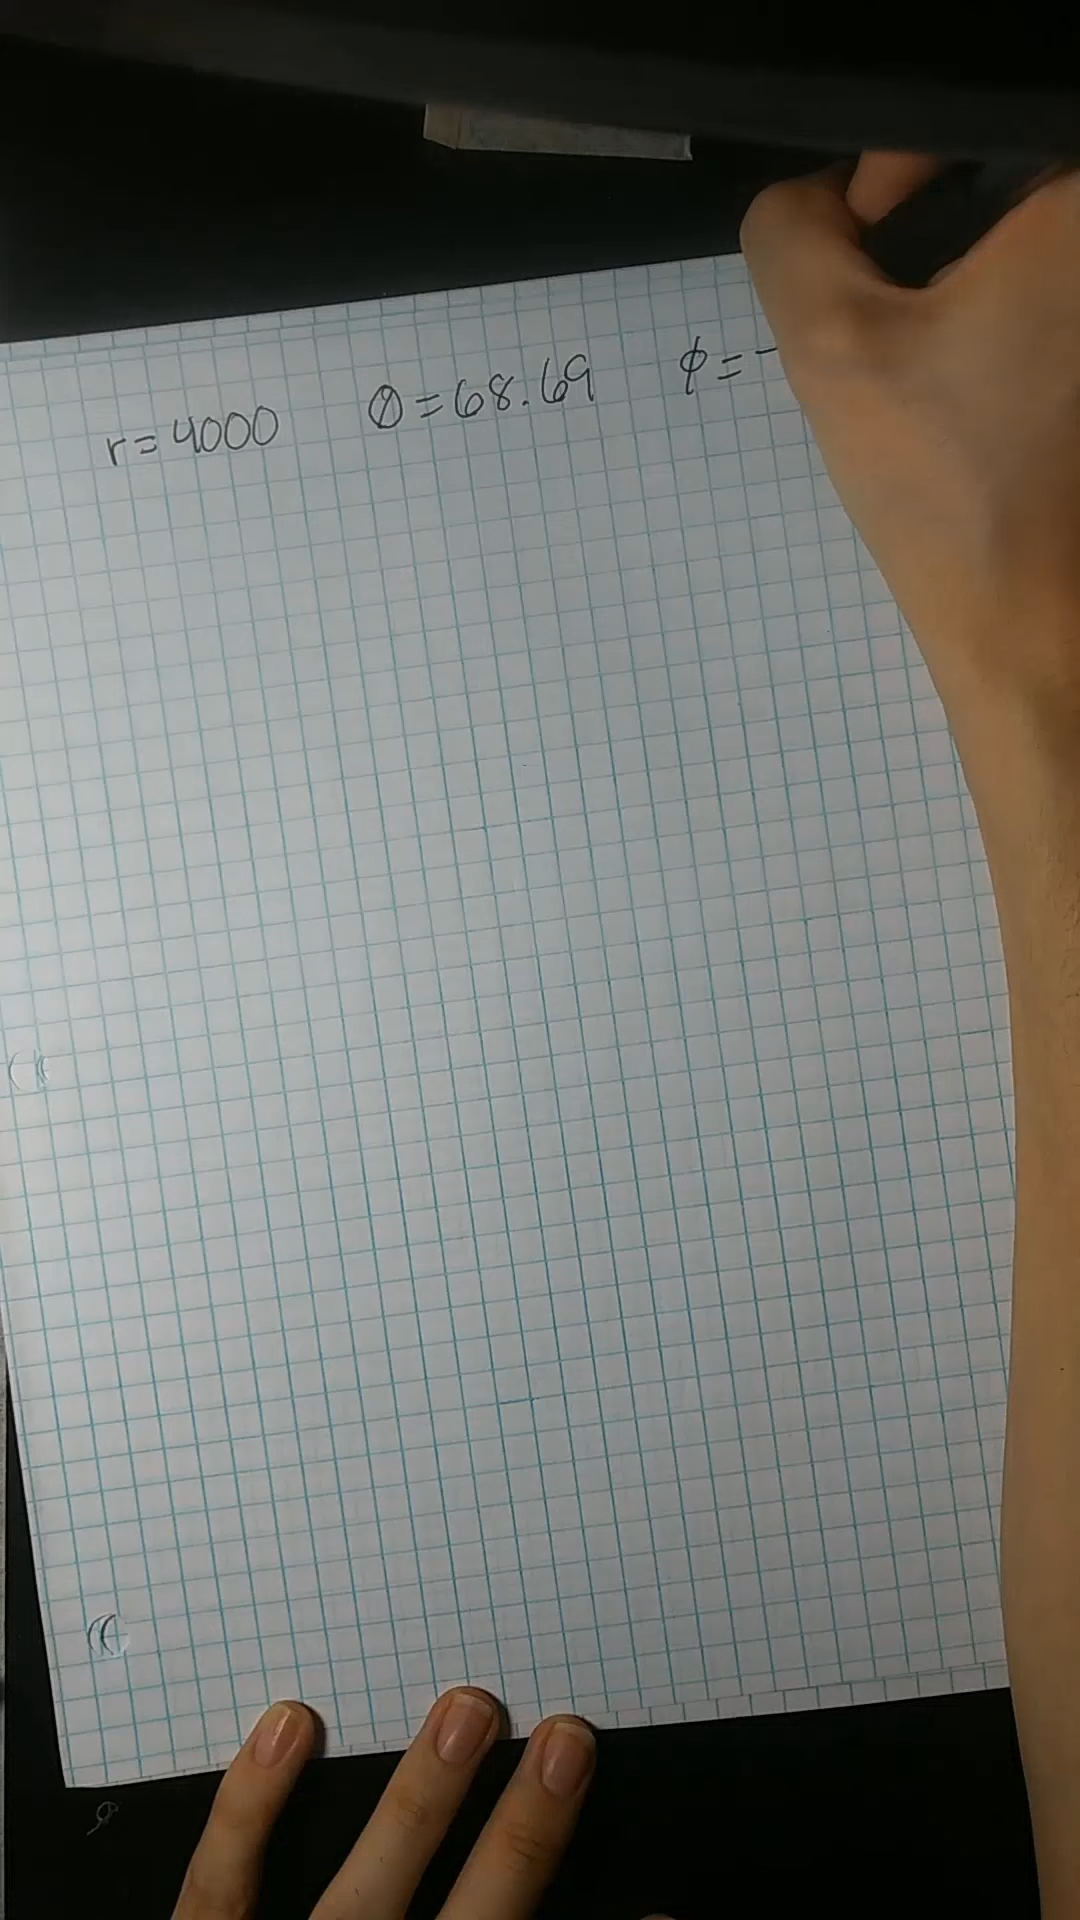 r = 4000 θ = 68.69 ϕ = -